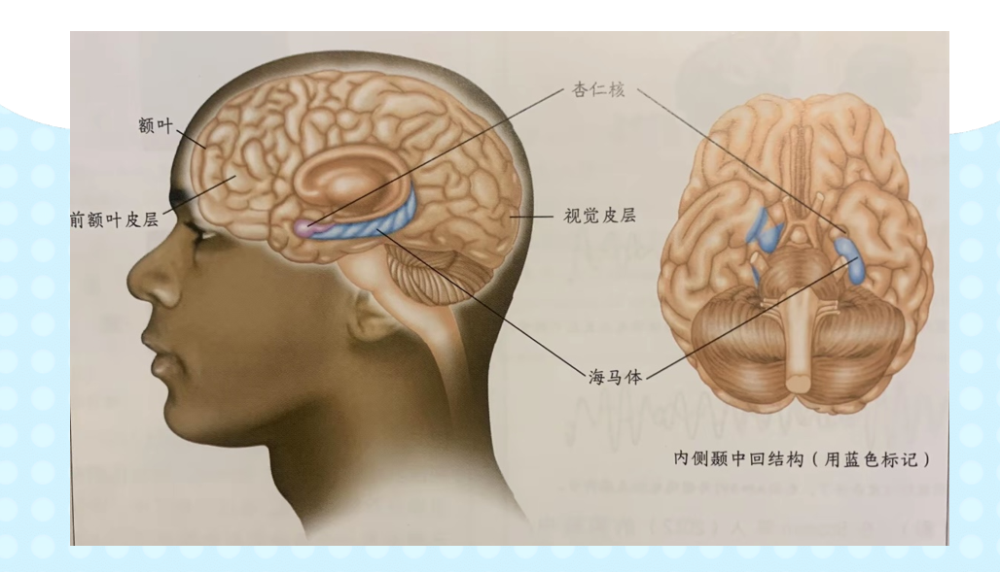 杏仁核
额叶
前额叶皮层
视觉皮层
海马体
内侧颞中回结构（用蓝色标记）